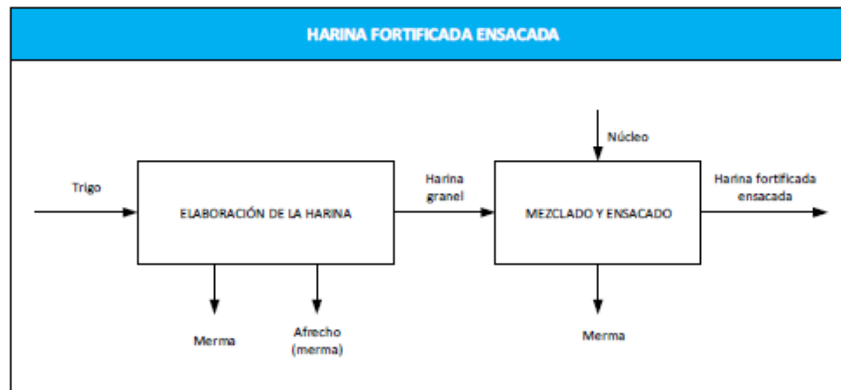 HARINA FORTIFICADA ENSACADA
Núcleo
Trigo
ELABORACIÓN DE LA HARINA
Harina
granel
MEZCLADO Y ENSACADO
Harina fortificada
ensacada
Merma
Afrecho
(merma)
Merma